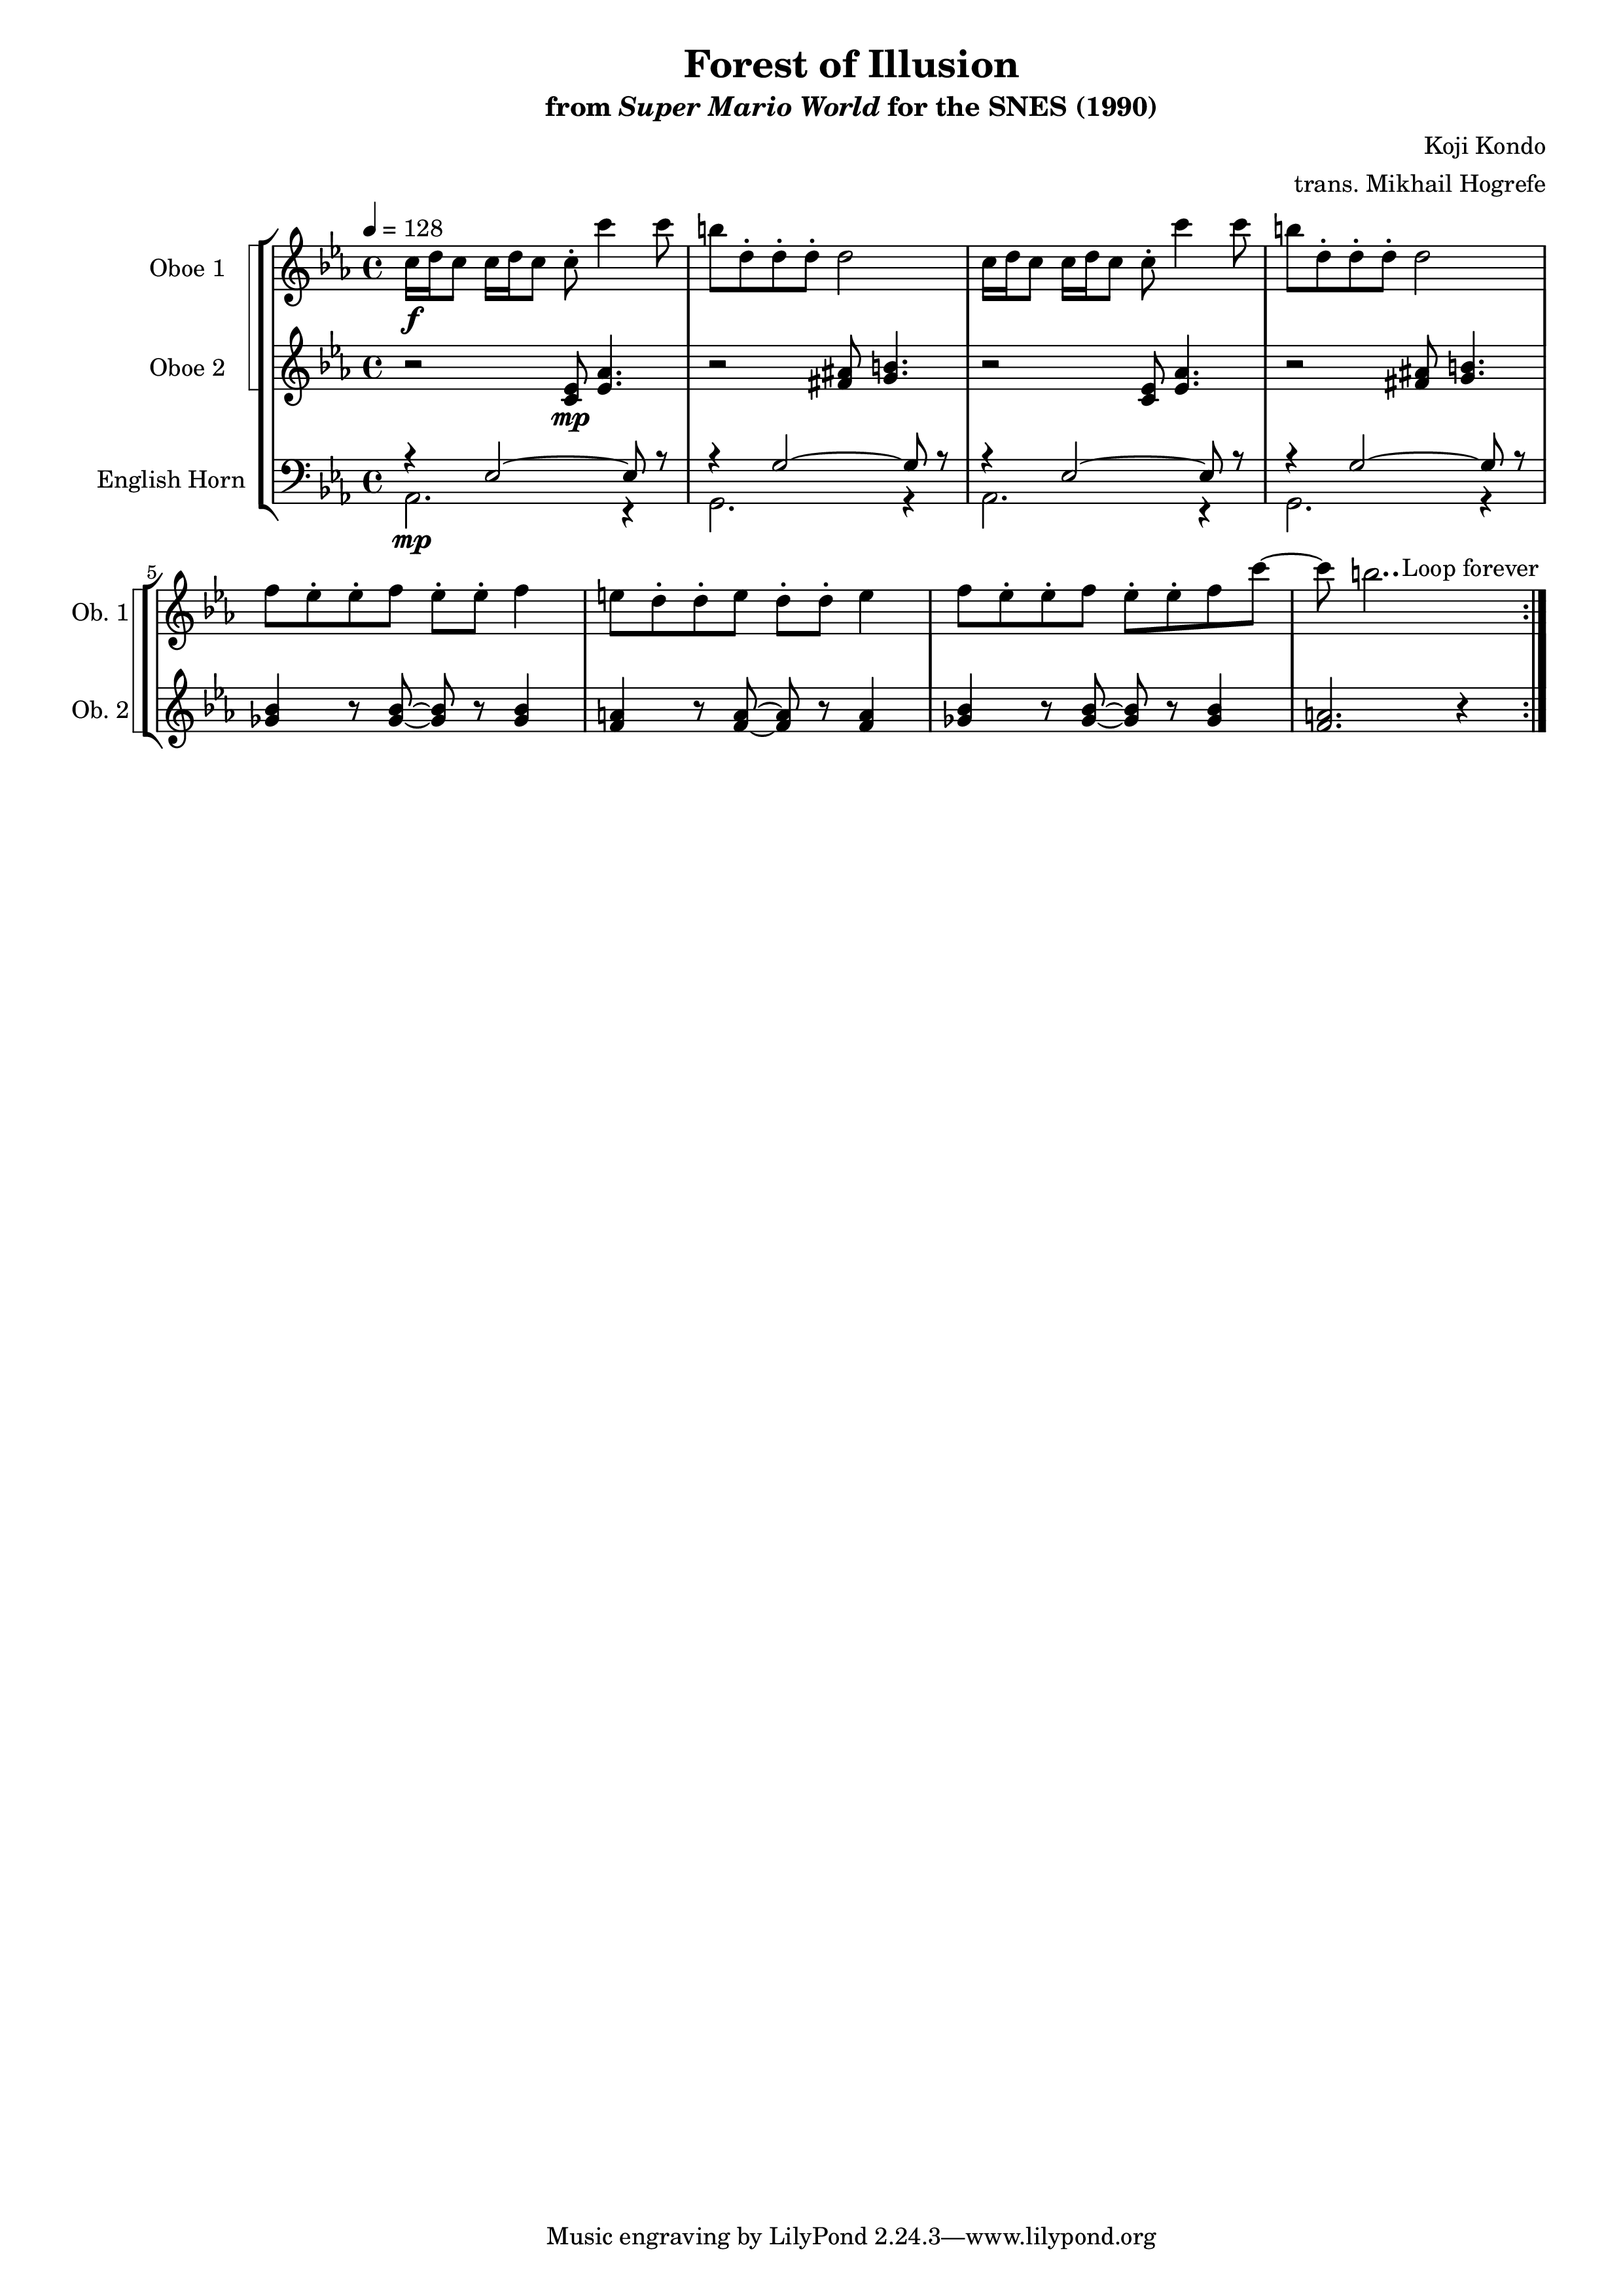 Forest of Illusion
from Super Mario World for the SNES (1990)
Koji Kondo
trans. Mikhail Hogrefe
= 128
Oboe 1
f
Oboe 2
mp
English Horn
mp
5
Loop forever
Ob. 1
Ob. 2
Music engraving by LilyPond 2.24.3—www.lilypond.org